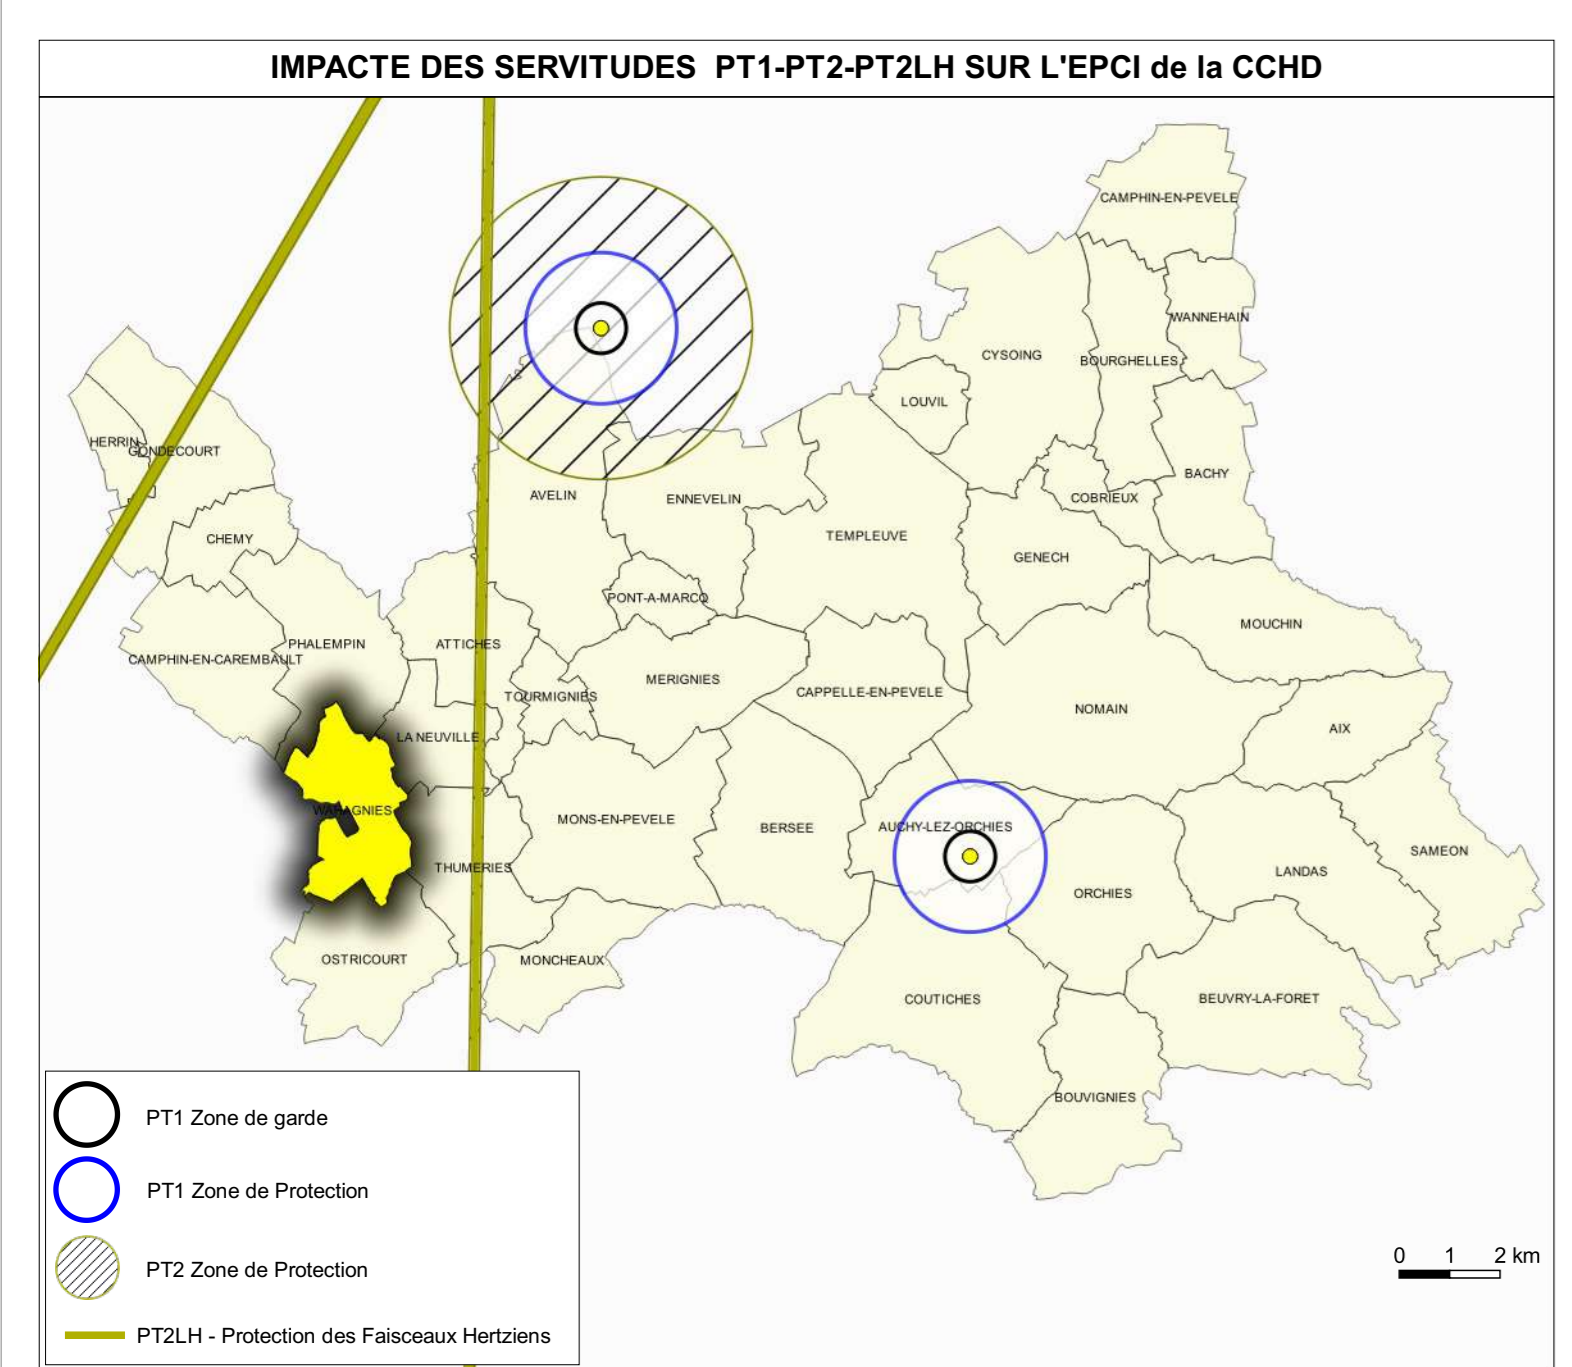 IMPACTE DES SERVITUDES PT1-PT2-PT2LH SUR L'EPCI de la CCHD
CAMPHIN-EN-PEVELE
WANNEHAIN
CYSOING
BOURGHELLES
LOUVIL
HERRIN
GONDECOURT
BACHY
AVELIN
ENNEVELIN
COBRIEUX
CHEMY
TEMPLEUVE
GENECH
PONT-A-MARCQ
MOUCHIN
PHALEMPIN
ATTICHES
CAMPHIN-EN-CAREMBAULT
MERIGNIES
TOURMIGNIES
CAPPELLE-EN-PEVELE
NOMAIN
AIX
LA NEUVILLE
WAHAGNIES
MONS-EN-PEVELE
BERSEE
AUCHY-LEZ-ORCHIES
SAMEON
THUMERIES
LANDAS
ORCHIES
OSTRICOURT
MONCHEAUX
COUTICHES
BEUVRY-LA-FORET
BOUVIGNIES
PT1 Zone de garde
PT1 Zone de Protection
PT2 Zone de Protection
PT2LH - Protection des Faisceaux Hertziens
0 1 2 km